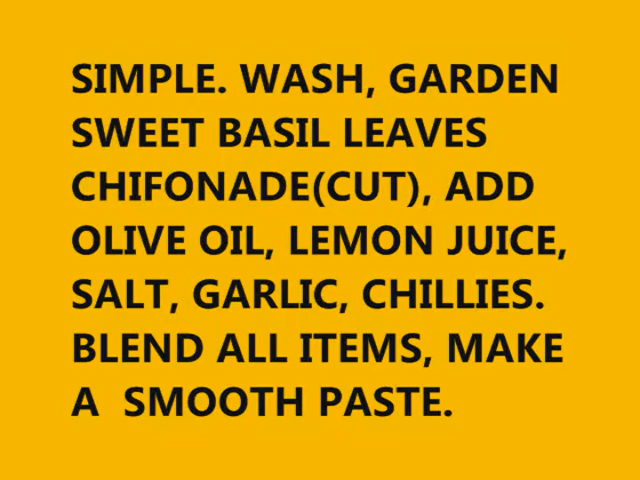 SIMPLE. WASH, GARDEN
SWEET BASIL LEAVES
CHIFONADE(CUT), ADD
OLIVE OIL, LEMON JUICE,
SALT, GARLIC, CHILLIES.
BLEND ALL ITEMS, MAKE
A  SMOOTH PASTE.